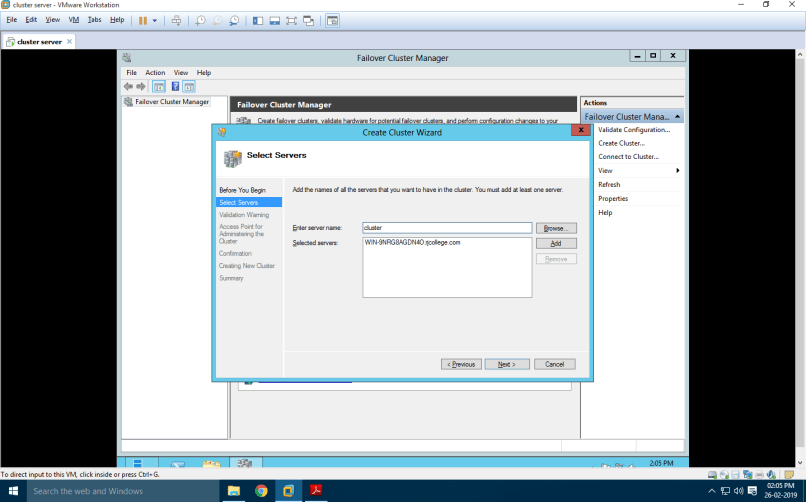 cluster server - VMware Workstation
File Edit View VM Tabs Help
cluster server
Failover Cluster Manager
File Action View Help
Failover Cluster Manager
Failover Cluster Manager
Create failover clusters, validate hardware for potential failover clusters, and perform configuration changes to your
Actions
Failover Cluster Mana...
Validate Configuration...
Create Cluster...
Connect to Cluster...
View
Refresh
Properties
Help
Create Cluster Wizard
Select Servers
Before You Begin
Select Servers
Validation Warning
Access Point for
Administering the
Cluster
Confirmation
Creating New Cluster
Summary
Add the names of all the servers that you want to have in the cluster. You must add at least one server.
Enter server name:
cluster
Browse...
Selected servers:
WIN-9NRG8AGDN4O.rjcollege.com
Add
Remove
< Previous
Next >
Cancel
2:05 PM
To direct input to this VM, click inside or press Ctrl+G.
Search the web and Windows
02:05 PM
26-02-2019